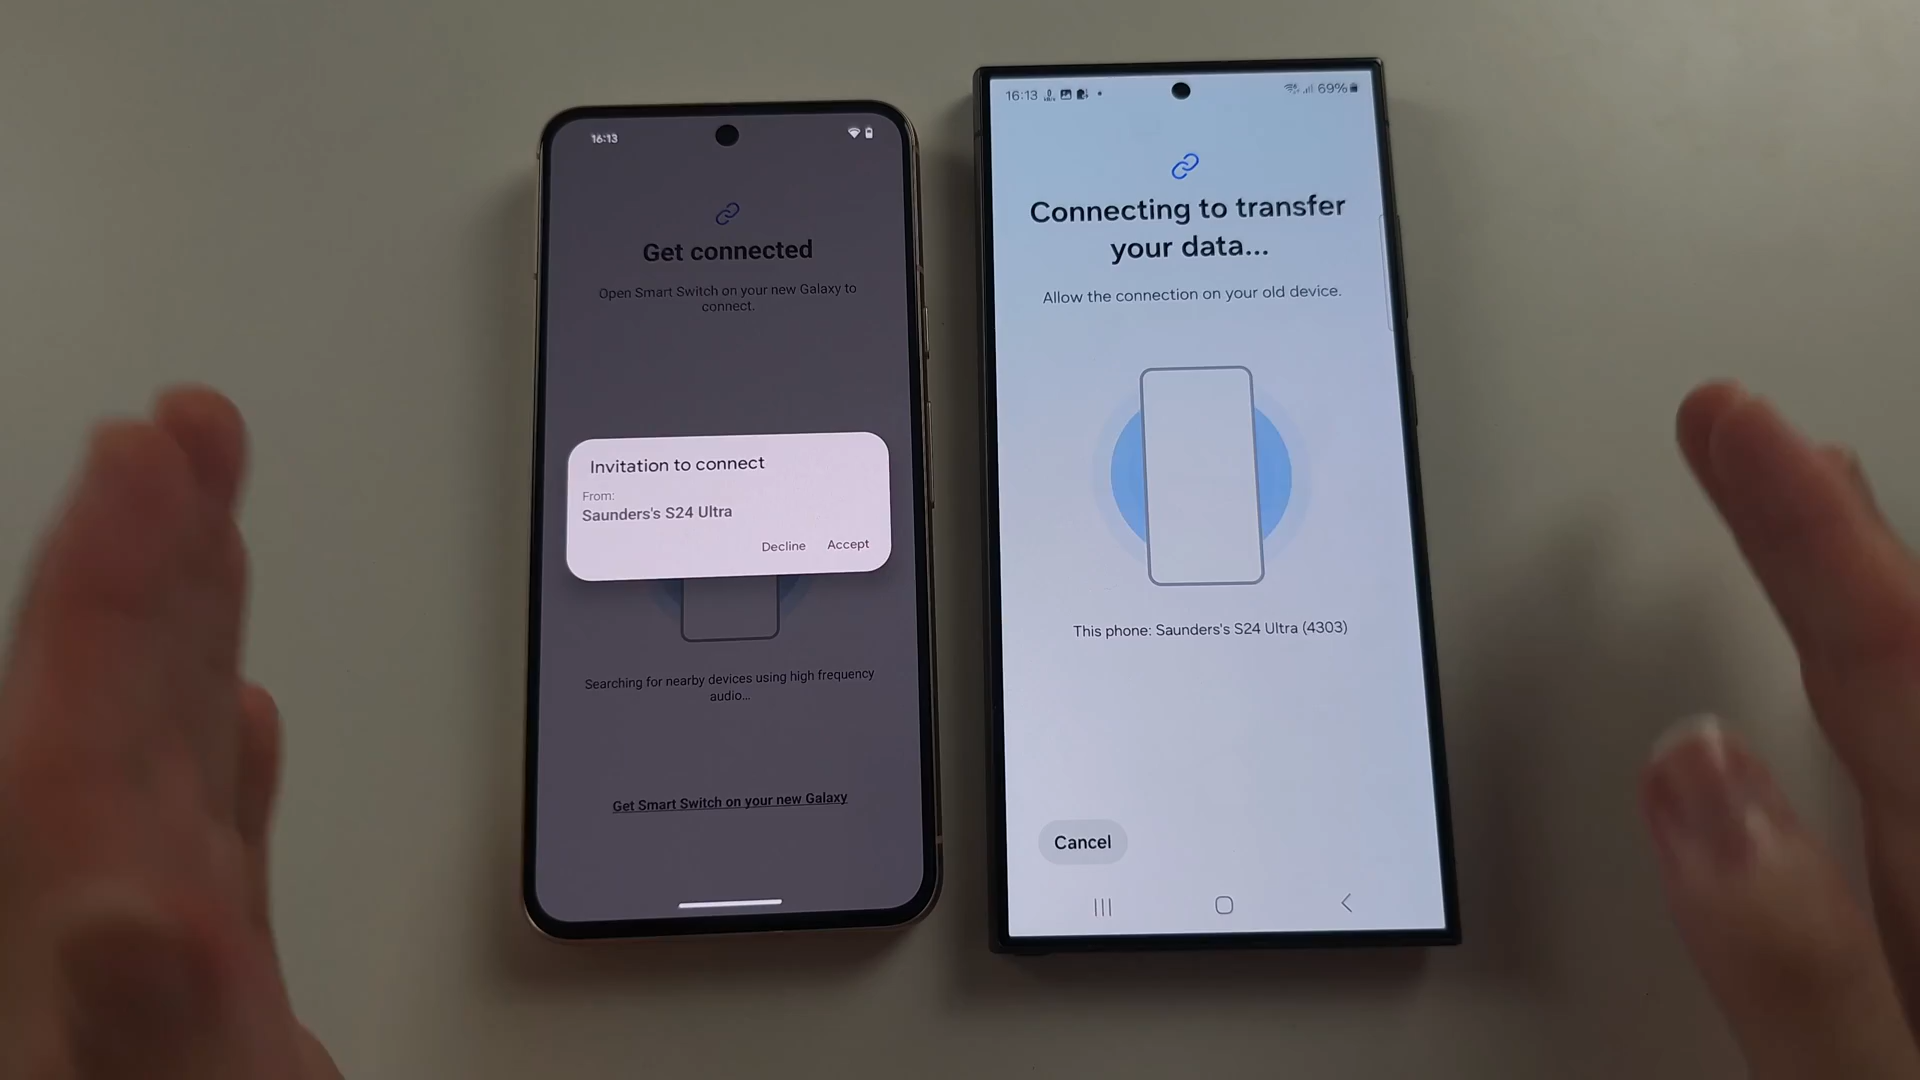 16:13
Get connected
Open Smart Switch on your new Galaxy to
connect.
Invitation to connect
From:
Saunders's S24 Ultra
Decline Accept
Searching for nearby devices using high frequency
audio...
Get Smart Switch on your new Galaxy
16:13 69%
Connecting to transfer
your data...
Allow the connection on your old device.
This phone: Saunders's S24 Ultra (4303)
Cancel